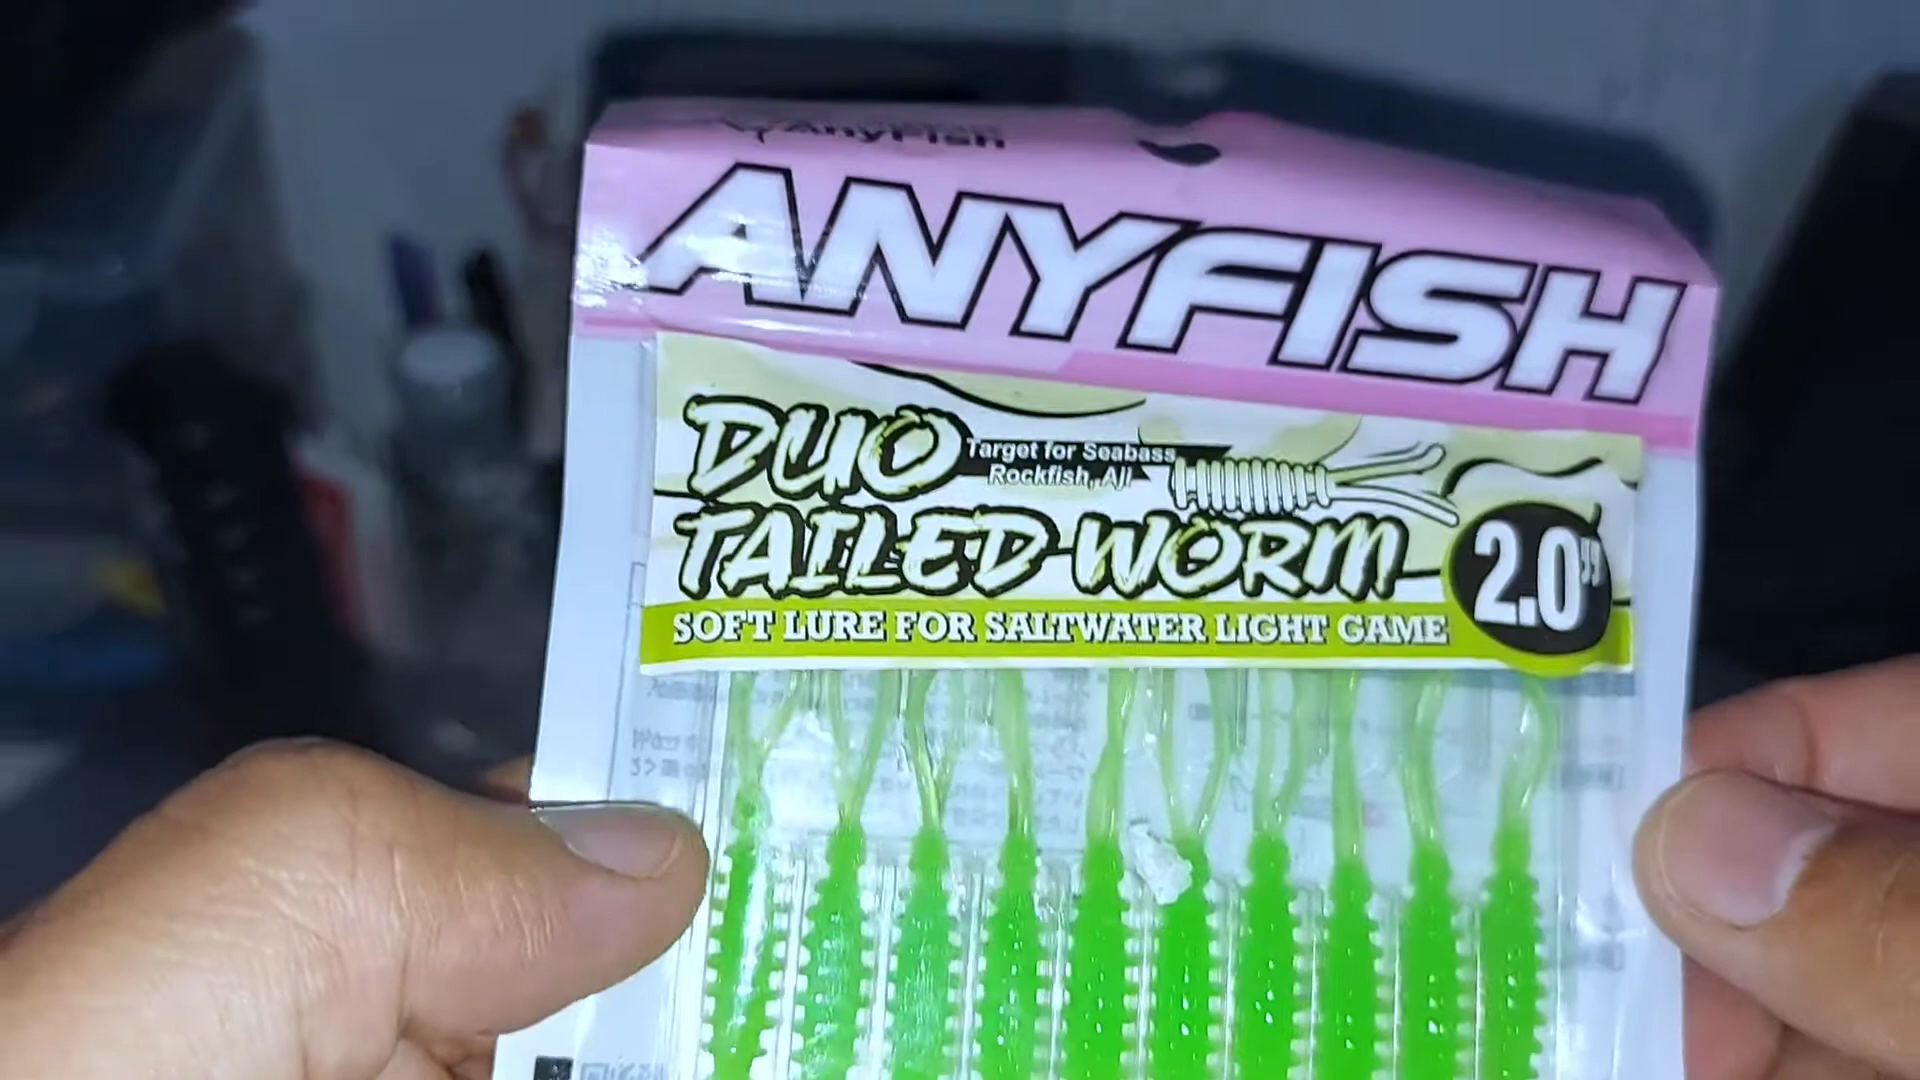 AnyFish
ANYFISH
DUO
Target for Seabass
Rockfish, Aji
TAILED WORM
2.0"
SOFT LURE FOR SALTWATER LIGHT GAME